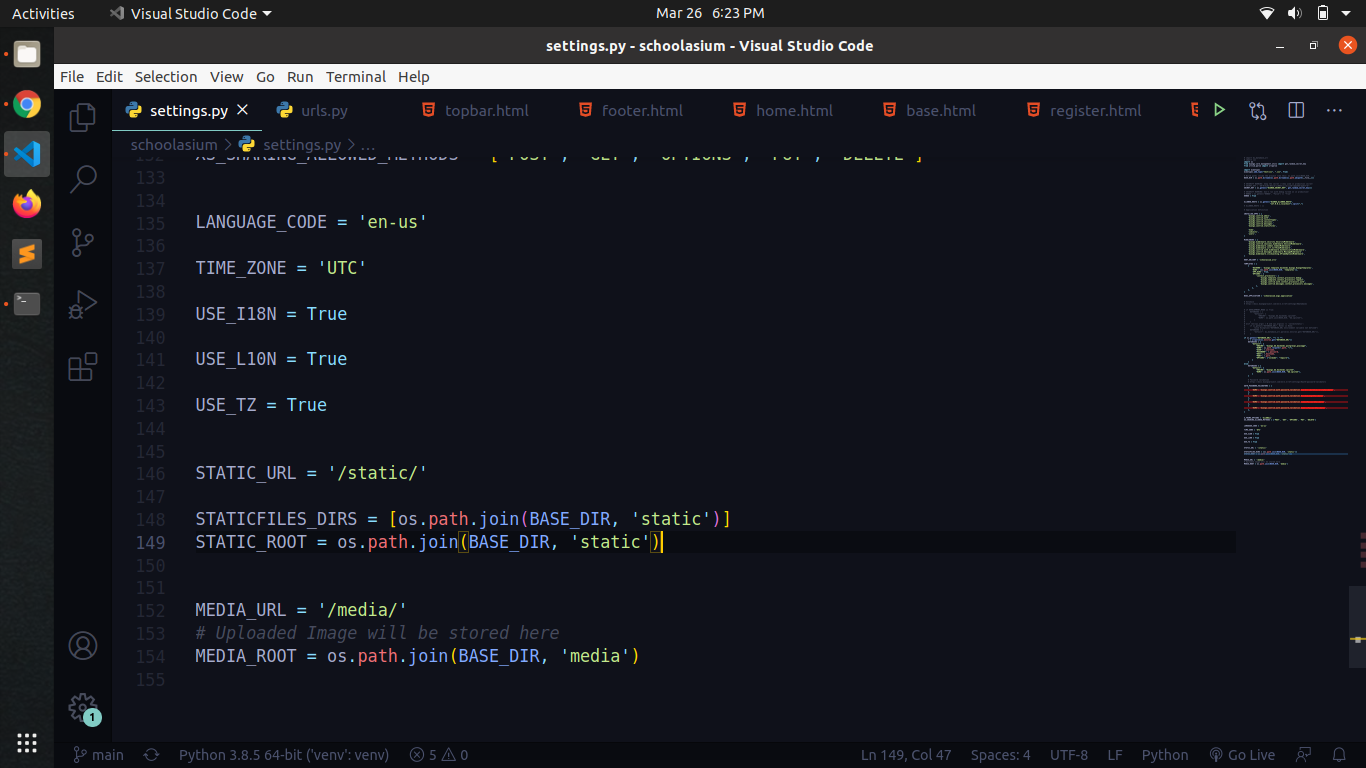 Activities Visual Studio Code Mar 26 6:23 PM
settings.py - schoolasium - Visual Studio Code
File Edit Selection View Go Run Terminal Help
settings.py urls.py topbar.html footer.html home.html base.html register.html
schoolasium > settings.py > ...
133
134
135 LANGUAGE_CODE = 'en-us'
136
137 TIME_ZONE = 'UTC'
138
139 USE_I18N = True
140
141 USE_L10N = True
142
143 USE_TZ = True
144
145
146 STATIC_URL = '/static/'
147
148 STATICFILES_DIRS = [os.path.join(BASE_DIR, 'static')]
149 STATIC_ROOT = os.path.join(BASE_DIR, 'static')
150
151
152 MEDIA_URL = '/media/'
153 # Uploaded Image will be stored here
154 MEDIA_ROOT = os.path.join(BASE_DIR, 'media')
155
1
main Python 3.8.5 64-bit ('venv': venv) 5 0 Ln 149, Col 47 Spaces: 4 UTF-8 LF Python Go Live